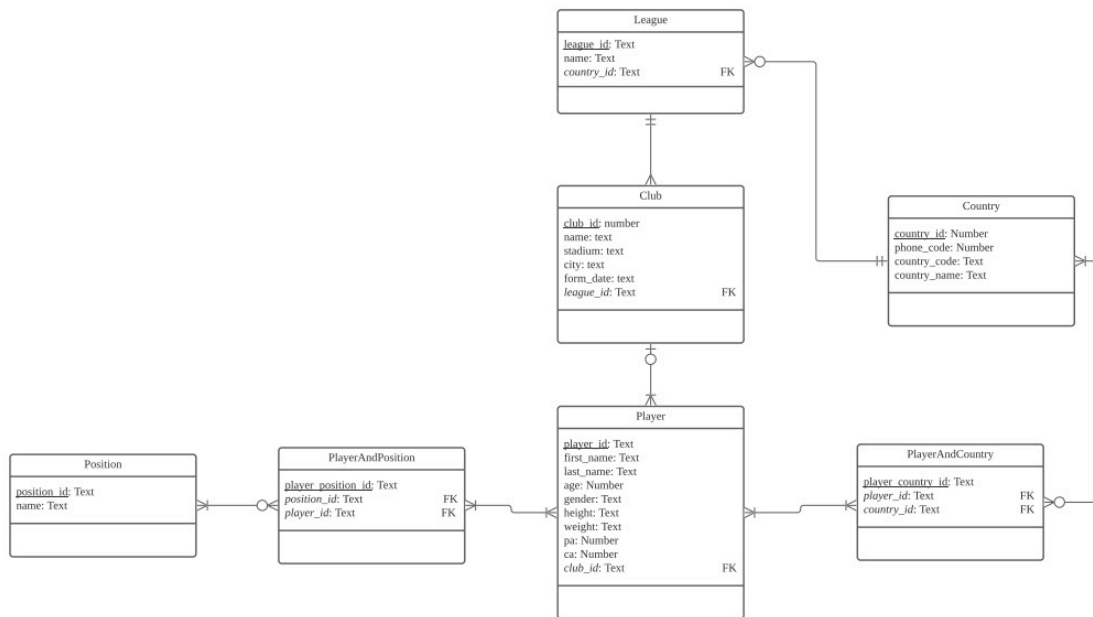 League
league_id: Text
name: Text
country_id: Text FK
Club
club_id: number
name: text
stadium: text
city: text
form_date: text
league_id: Text FK
Country
country_id: Number
phone_code: Number
country_code: Text
country_name: Text
Position
position_id: Text
name: Text
PlayerAndPosition
player_position_id: Text
position_id: Text FK
player_id: Text FK
Player
player_id: Text
first_name: Text
last_name: Text
age: Number
gender: Text
height: Text
weight: Text
pa: Number
ca: Number
club_id: Text FK
PlayerAndCountry
player_country_id: Text
player_id: Text FK
country_id: Text FK